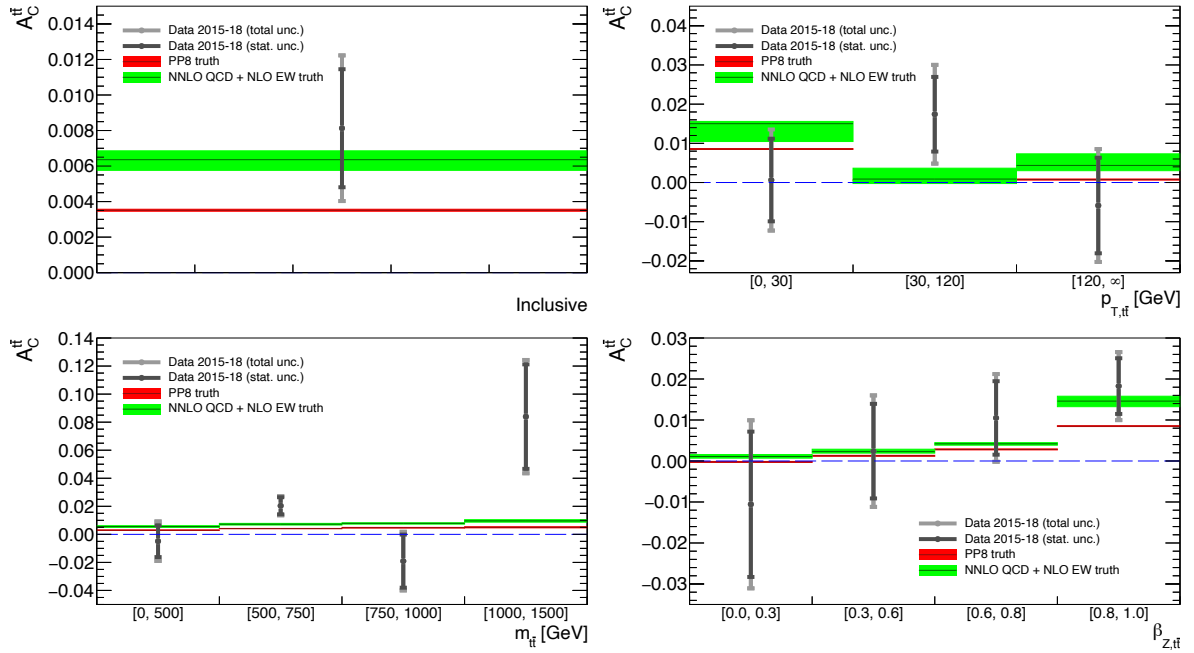 A_C^{tt̄}
0.014
0.012
0.010
0.008
0.006
0.004
0.002
0.000
Data 2015-18 (total unc.)
Data 2015-18 (stat. unc.)
PP8 truth
NNLO QCD + NLO EW truth
Inclusive
A_C^{tt̄}
0.04
0.03
0.02
0.01
0.00
−0.01
−0.02
Data 2015-18 (total unc.)
Data 2015-18 (stat. unc.)
PP8 truth
NNLO QCD + NLO EW truth
[0, 30] [30, 120] [120, ∞]
p_{T,tt̄} [GeV]
A_C^{tt̄}
0.14
0.12
0.10
0.08
0.06
0.04
0.02
0.00
−0.02
−0.04
Data 2015-18 (total unc.)
Data 2015-18 (stat. unc.)
PP8 truth
NNLO QCD + NLO EW truth
[0, 500] [500, 750] [750, 1000] [1000, 1500]
m_{tt̄} [GeV]
A_C^{tt̄}
0.03
0.02
0.01
0.00
−0.01
−0.02
−0.03
Data 2015-18 (total unc.)
Data 2015-18 (stat. unc.)
PP8 truth
NNLO QCD + NLO EW truth
[0.0, 0.3] [0.3, 0.6] [0.6, 0.8] [0.8, 1.0]
β_{Z,tt̄}